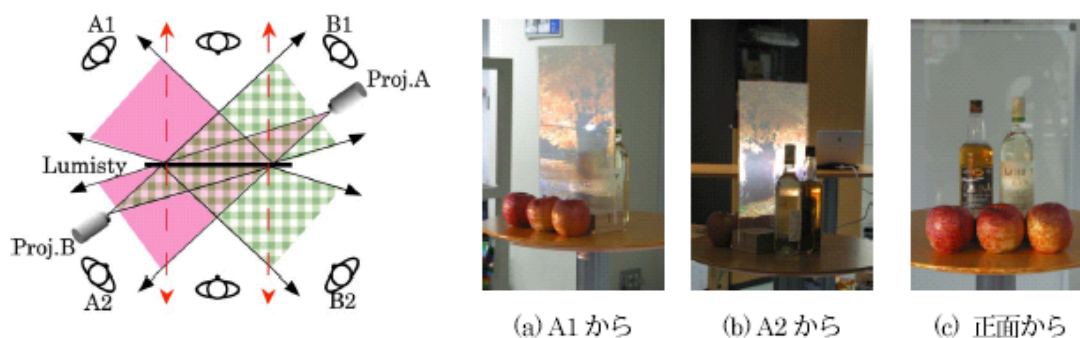 A1
B1
Proj.A
Lumisty
Proj.B
A2
B2
(a) A1 から
(b) A2 から
(c) 正面から